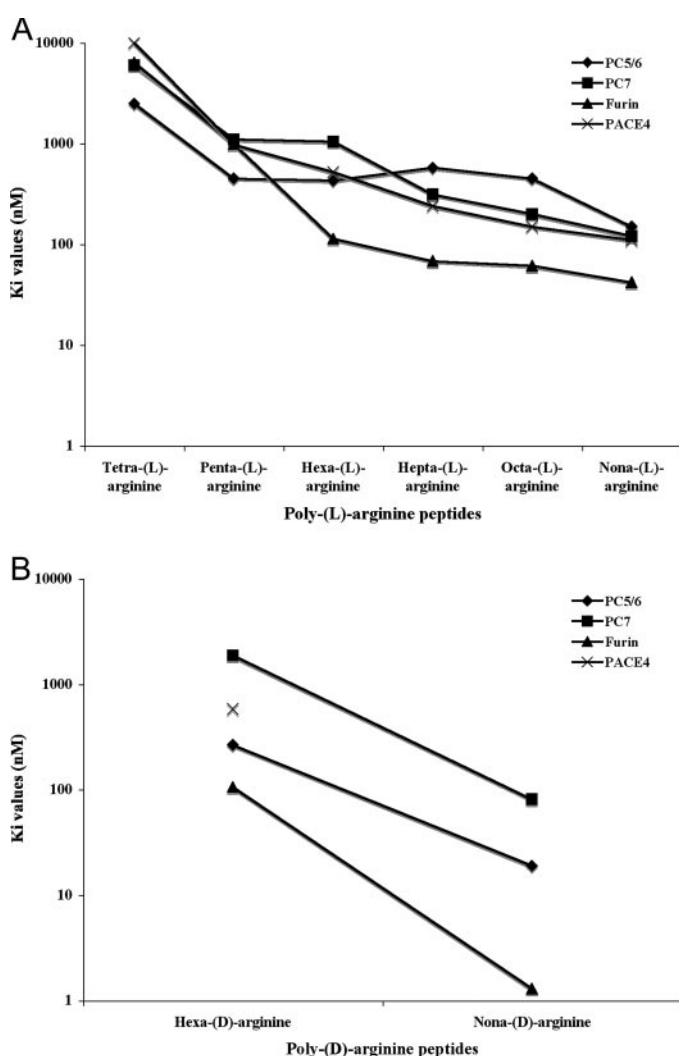 A
10000
1000
100
10
1
Ki values (nM)
PC5/6
PC7
Furin
PACE4
Tetra-(L)-
arginine
Penta-(L)-
arginine
Hexa-(L)-
arginine
Hepta-(L)-
arginine
Octa-(L)-
arginine
Nona-(L)-
arginine
Poly-(L)-arginine peptides
B
10000
1000
100
10
1
Ki values (nM)
PC5/6
PC7
Furin
PACE4
Hexa-(D)-arginine
Nona-(D)-arginine
Poly-(D)-arginine peptides